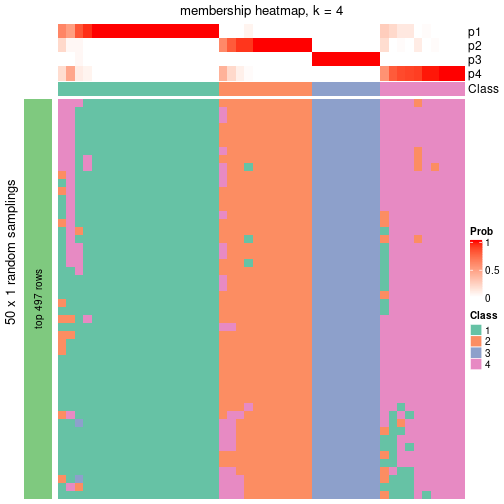 membership heatmap, k = 4
p1
p2
p3
p4
Class
50 x 1 random samplings
top 497 rows
Prob
1
0.5
0
Class
1
2
3
4